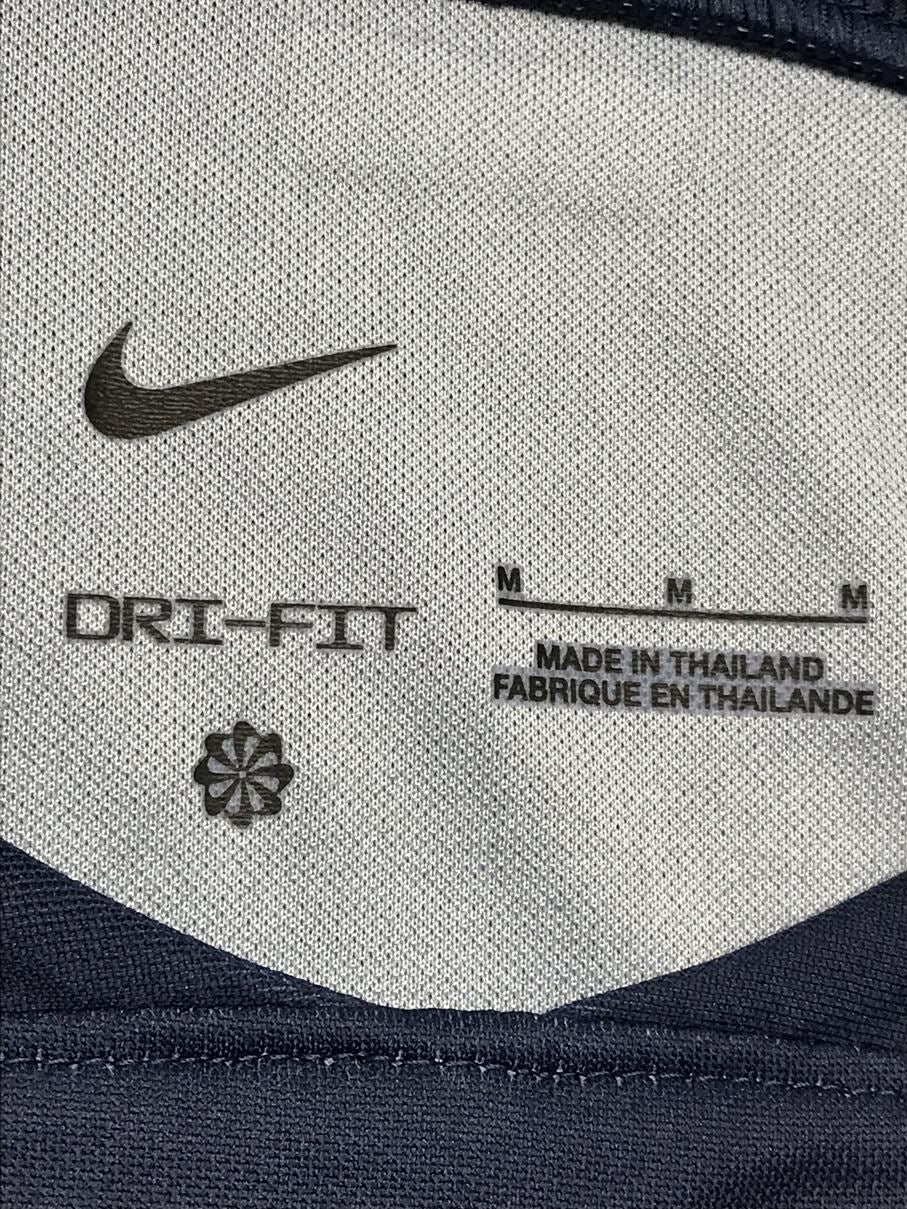 DRI-FIT
M M M
MADE IN THAILAND
FABRIQUE EN THAILANDE